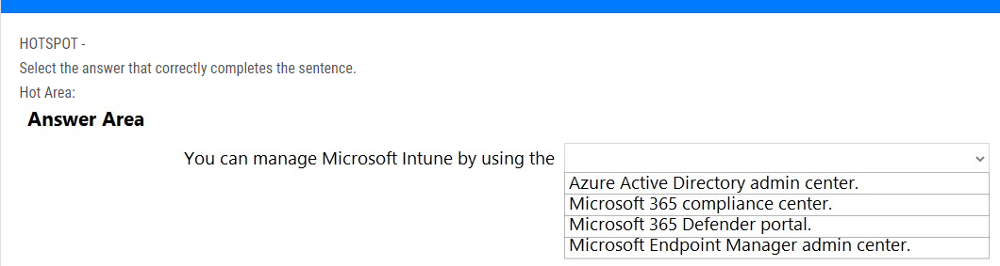 HOTSPOT -
Select the answer that correctly completes the sentence.
Hot Area:
Answer Area
You can manage Microsoft Intune by using the
Azure Active Directory admin center.
Microsoft 365 compliance center.
Microsoft 365 Defender portal.
Microsoft Endpoint Manager admin center.